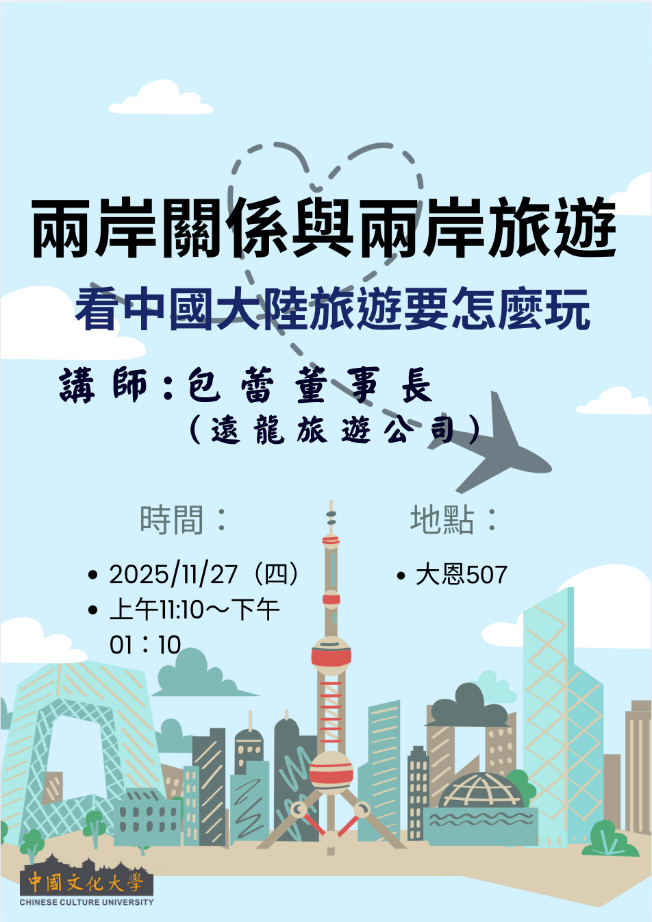 兩岸關係與兩岸旅遊
看中國大陸旅遊要怎麼玩
講師:包蕾董事長
(遠龍旅遊公司)
時間：
• 2025/11/27（四）
• 上午11:10～下午
01：10
地點：
• 大恩507
中國文化大學
CHINESE CULTURE UNIVERSITY